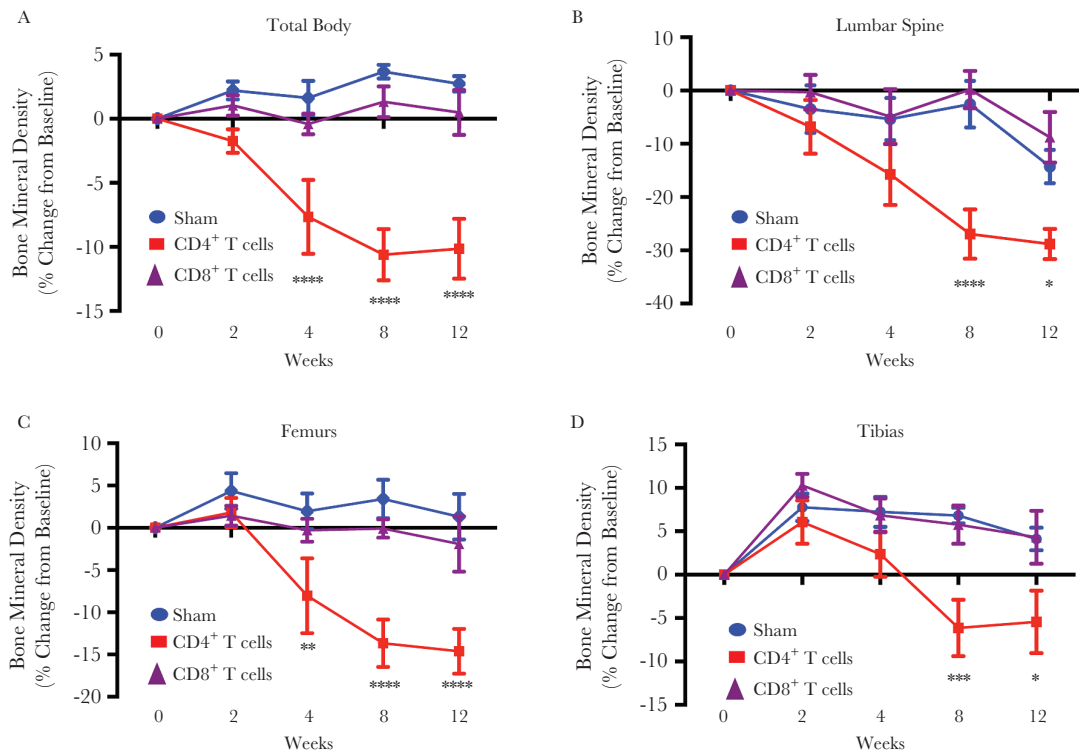 A
Total Body
Bone Mineral Density
(% Change from Baseline)
5
0
-5
-10
-15
Sham
CD4⁺ T cells
CD8⁺ T cells
****
****
****
0 2 4 8 12
Weeks
B
Lumbar Spine
Bone Mineral Density
(% Change from Baseline)
10
0
-10
-20
-30
-40
Sham
CD4⁺ T cells
CD8⁺ T cells
****
*
0 2 4 8 12
Weeks
C
Femurs
Bone Mineral Density
(% Change from Baseline)
10
5
0
-5
-10
-15
-20
Sham
CD4⁺ T cells
CD8⁺ T cells
**
****
****
0 2 4 8 12
Weeks
D
Tibias
Bone Mineral Density
(% Change from Baseline)
15
10
5
0
-5
-10
-15
Sham
CD4⁺ T cells
CD8⁺ T cells
***
*
0 2 4 8 12
Weeks